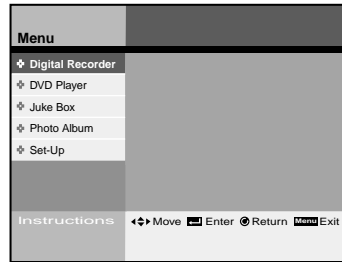 Menu
Digital Recorder
DVD Player
Juke Box
Photo Album
Set-Up
Instructions Move Enter Return Menu Exit